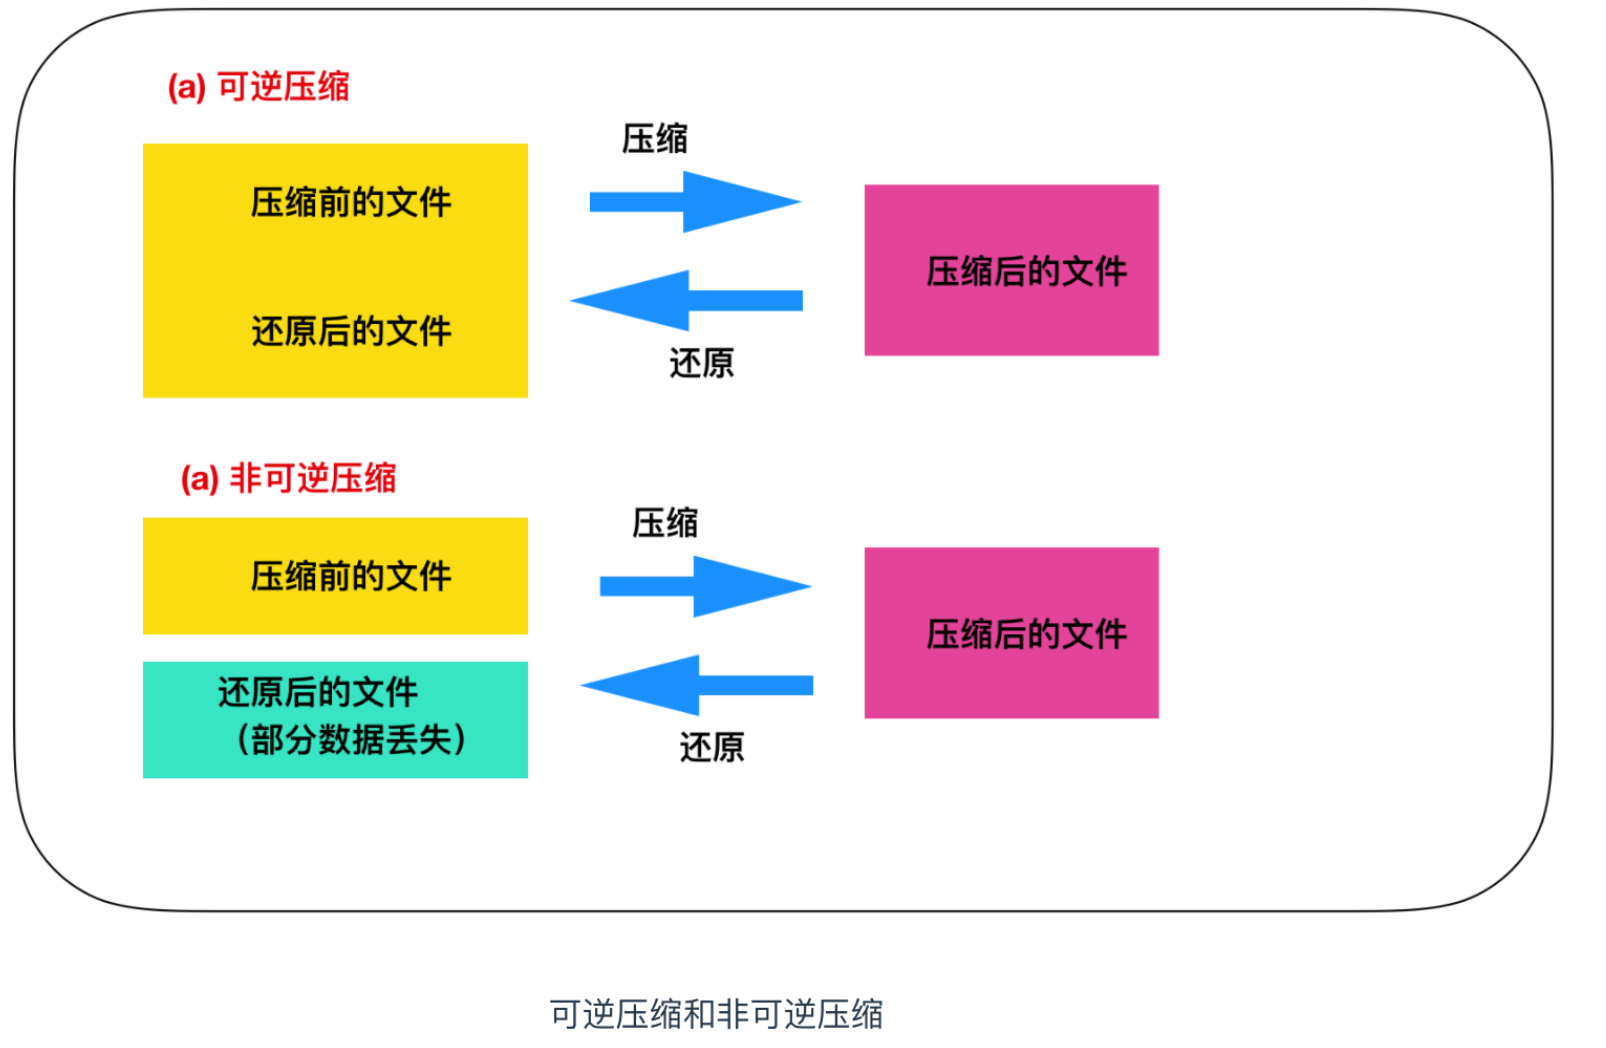 (a) 可逆压缩
压缩
压缩前的文件
压缩后的文件
还原后的文件
还原
(a) 非可逆压缩
压缩
压缩前的文件
压缩后的文件
还原后的文件
（部分数据丢失）
还原
可逆压缩和非可逆压缩